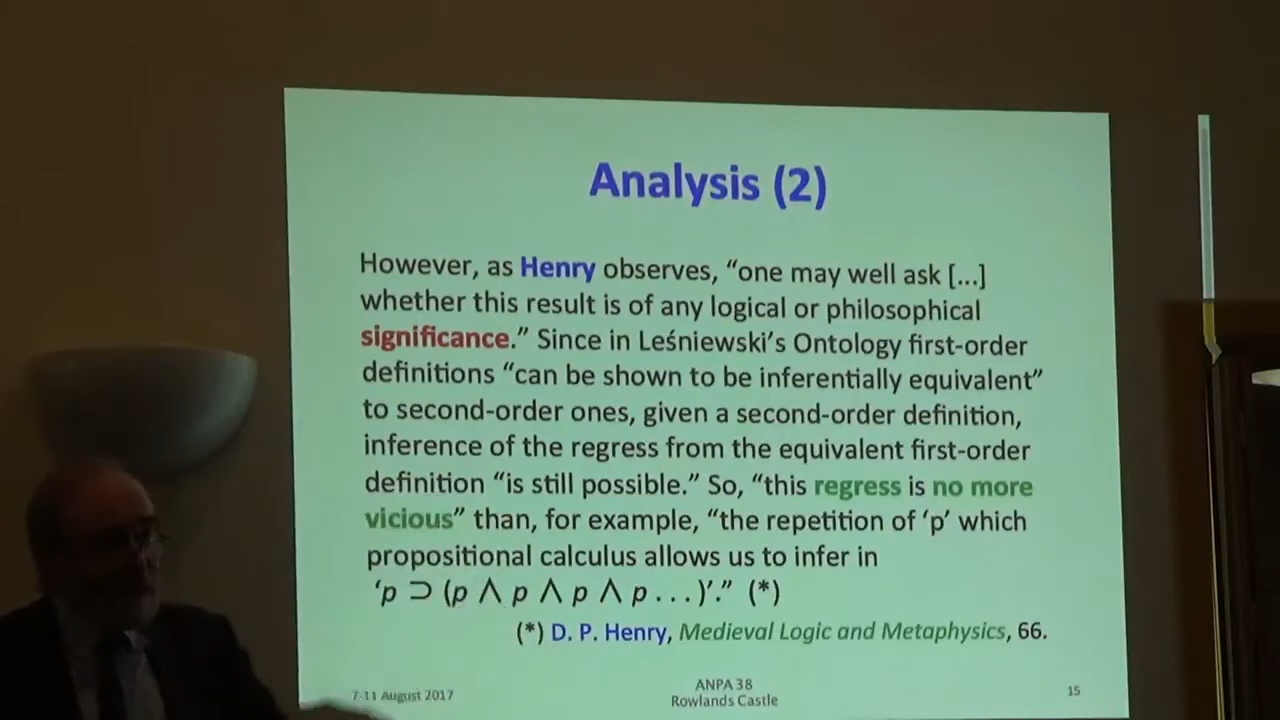 Analysis (2)
However, as Henry observes, “one may well ask [...]
whether this result is of any logical or philosophical
significance.” Since in Leśniewski’s Ontology first-order
definitions “can be shown to be inferentially equivalent”
to second-order ones, given a second-order definition,
inference of the regress from the equivalent first-order
definition “is still possible.” So, “this regress is no more
vicious” than, for example, “the repetition of ‘p’ which
propositional calculus allows us to infer in
‘p ⊃ (p ∧ p ∧ p ∧ p . . . )’.” (*)
(*) D. P. Henry, Medieval Logic and Metaphysics, 66.
7-11 August 2017
ANPA 38
Rowlands Castle
15